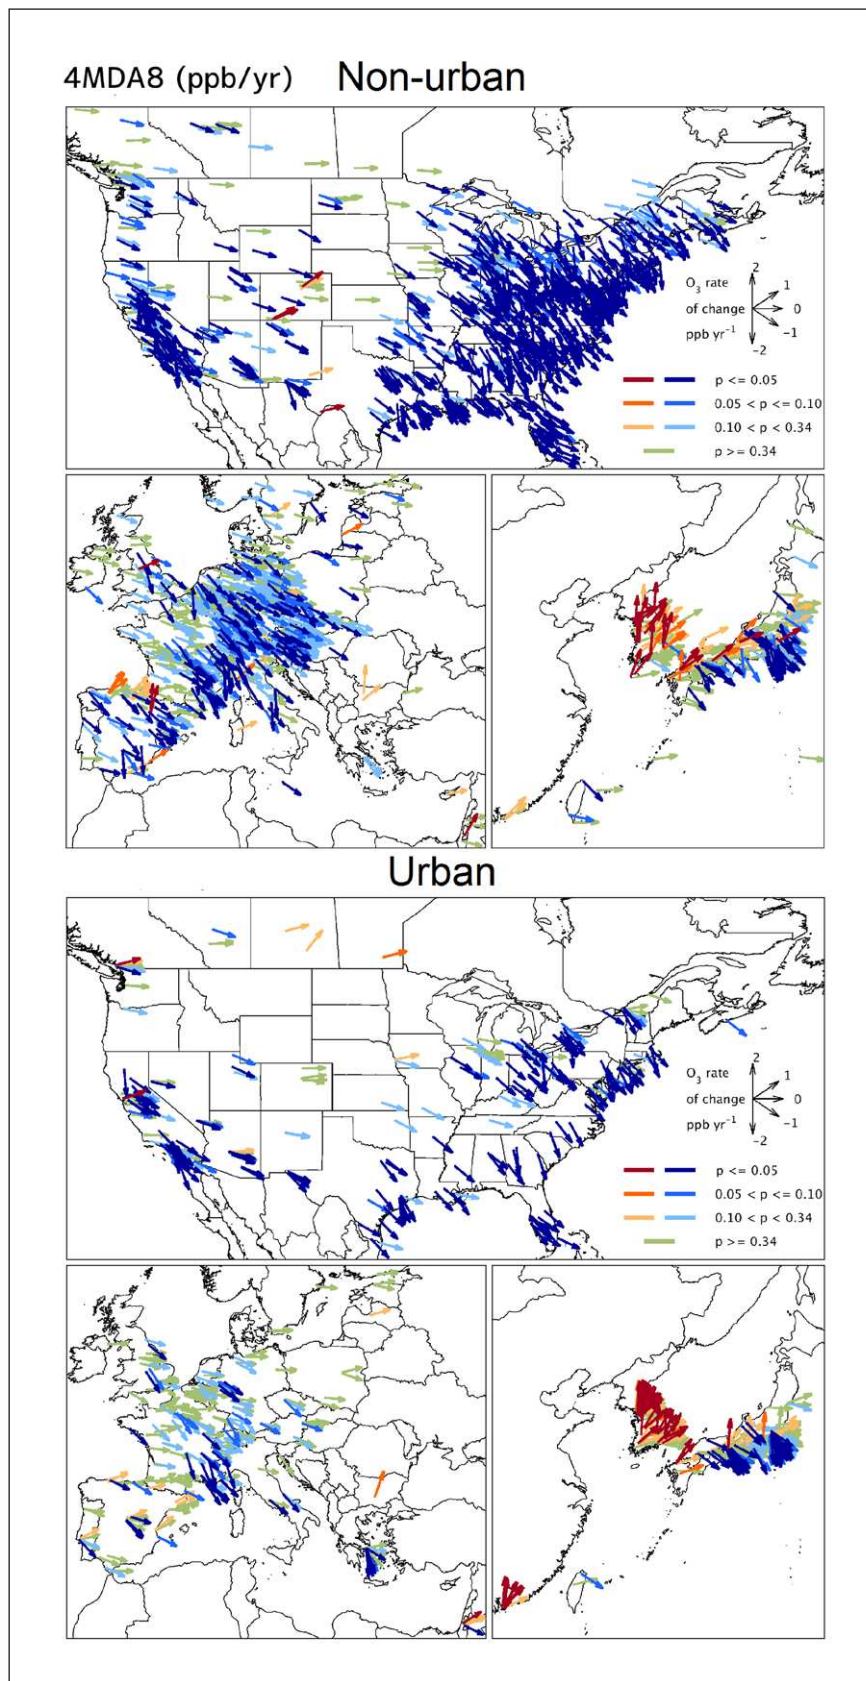 4MDA8 (ppb/yr) Non-urban
2
O₃ rate 1
of change 0
ppb yr⁻¹ −1
−2
p <= 0.05
0.05 < p <= 0.10
0.10 < p < 0.34
p >= 0.34
Urban
2
O₃ rate 1
of change 0
ppb yr⁻¹ −1
−2
p <= 0.05
0.05 < p <= 0.10
0.10 < p < 0.34
p >= 0.34